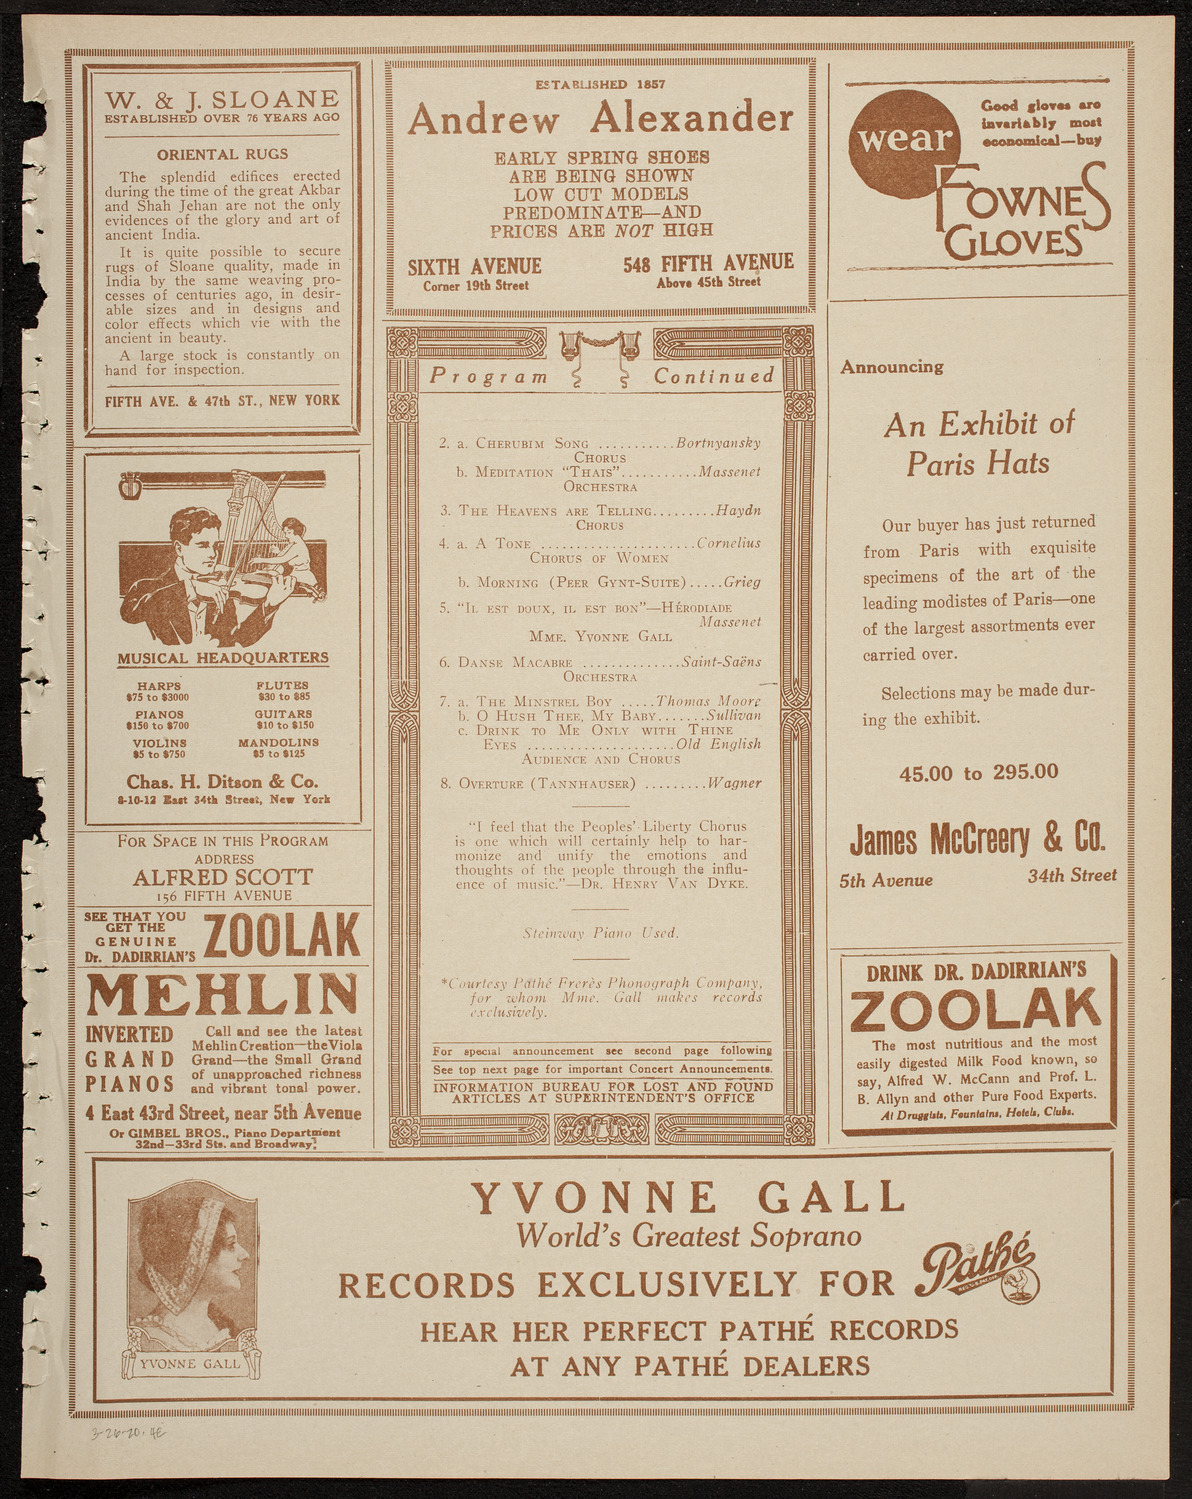 W. & J. SLOANE
ESTABLISHED OVER 76 YEARS AGO
ORIENTAL RUGS
The splendid edifices erected
during the time of the great Akbar
and Shah Jehan are not the only
evidences of the glory and art of
ancient India.
It is quite possible to secure
rugs of Sloane quality, made in
India by the same weaving pro-
cesses of centuries ago, in desir-
able sizes and in designs and
color effects which vie with the
ancient in beauty.
A large stock is constantly on
hand for inspection.
FIFTH AVE. & 47th ST., NEW YORK
MUSICAL HEADQUARTERS
HARPS
$75 to $3000
FLUTES
$30 to $85
PIANOS
$150 to $700
GUITARS
$10 to $150
VIOLINS
$5 to $750
MANDOLINS
$5 to $125
Chas. H. Ditson & Co.
8-10-12 East 34th Street, New York
FOR SPACE IN THIS PROGRAM
ADDRESS
ALFRED SCOTT
156 FIFTH AVENUE
SEE THAT YOU
GET THE
GENUINE
Dr. DADIRRIAN'S
ZOOLAK
MEHLIN
INVERTED
GRAND
PIANOS
Call and see the latest
Mehlin Creation—the Viola
Grand—the Small Grand
of unapproached richness
and vibrant tonal power.
4 East 43rd Street, near 5th Avenue
Or GIMBEL BROS., Piano Department
32nd—33rd Sts. and Broadway.
ESTABLISHED 1857
Andrew Alexander
EARLY SPRING SHOES
ARE BEING SHOWN
LOW CUT MODELS
PREDOMINATE—AND
PRICES ARE NOT HIGH
SIXTH AVENUE
Corner 19th Street
548 FIFTH AVENUE
Above 45th Street
Program Continued
2. a. CHERUBIM SONG ...........Bortnyansky
CHORUS
b. MEDITATION "THAIS"...........Massenet
ORCHESTRA
3. THE HEAVENS ARE TELLING.........Haydn
CHORUS
4. a. A TONE ......................Cornelius
CHORUS OF WOMEN
b. MORNING (PEER GYNT-SUITE).....Grieg
5. "IL EST DOUX, IL EST BON"—HÉRODIADE
Massenet
MME. YVONNE GALL
6. DANSE MACABRE ..............Saint-Saëns
ORCHESTRA
7. a. THE MINSTREL BOY .....Thomas Moore
b. O HUSH THEE, MY BABY.......Sullivan
c. DRINK TO ME ONLY WITH THINE
EYES .....................Old English
AUDIENCE AND CHORUS
8. OVERTURE (TANNHAUSER) .........Wagner
"I feel that the Peoples' Liberty Chorus
is one which will certainly help to har-
monize and unify the emotions and
thoughts of the people through the influ-
ence of music."—DR. HENRY VAN DYKE.
Steinway Piano Used.
*Courtesy Pathé Frerès Phonograph Company,
for whom Mme. Gall makes records
exclusively.
For special announcement see second page following
See top next page for important Concert Announcements.
INFORMATION BUREAU FOR LOST AND FOUND
ARTICLES AT SUPERINTENDENT'S OFFICE
wear
Good gloves are
invariably most
economical—buy
FOWNES
GLOVES
Announcing
An Exhibit of
Paris Hats
Our buyer has just returned
from Paris with exquisite
specimens of the art of the
leading modistes of Paris—one
of the largest assortments ever
carried over.
Selections may be made dur-
ing the exhibit.
45.00 to 295.00
James McCreery & Co.
5th Avenue
34th Street
DRINK DR. DADIRRIAN'S
ZOOLAK
The most nutritious and the most
easily digested Milk Food known, so
say, Alfred W. McCann and Prof. L.
B. Allyn and other Pure Food Experts.
At Druggists, Fountains, Hotels, Clubs.
YVONNE GALL
YVONNE GALL
World's Greatest Soprano
RECORDS EXCLUSIVELY FOR Pathé
HEAR HER PERFECT PATHÉ RECORDS
AT ANY PATHÉ DEALERS
3-26-20. 4E